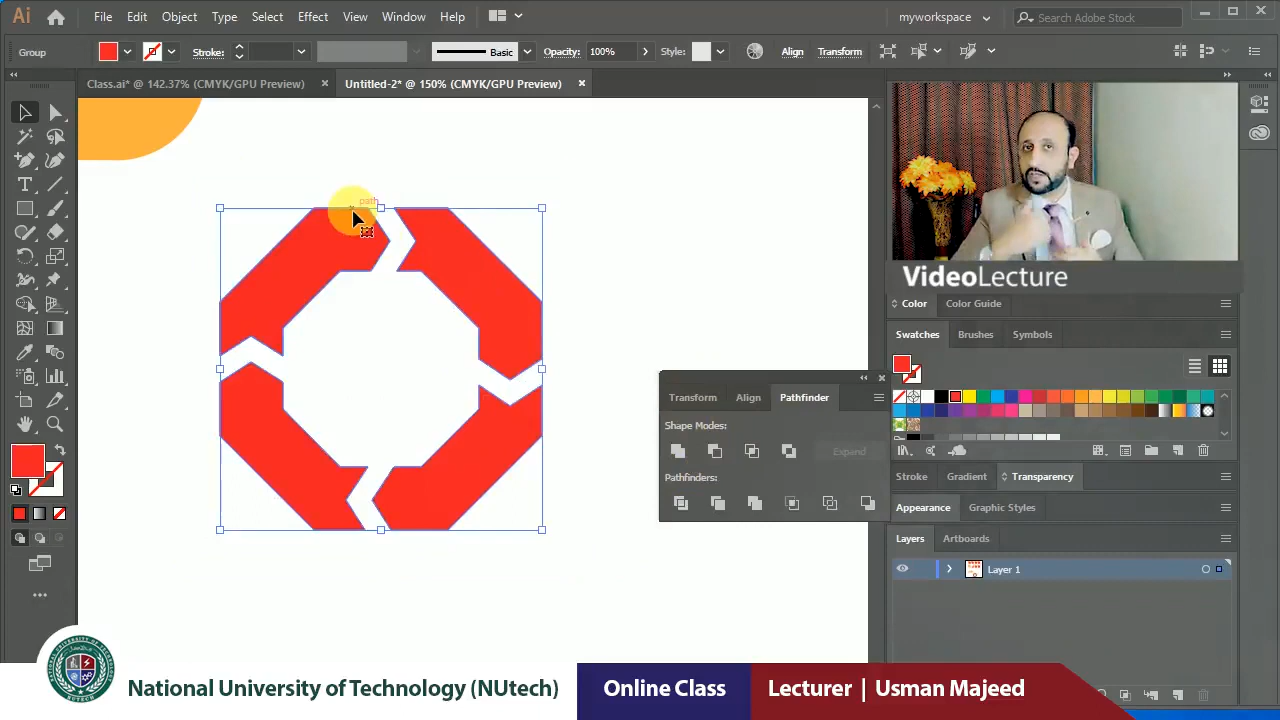 Ai File Edit Object Type Select Effect View Window Help myworkspace Search Adobe Stock
Group Stroke: Basic Opacity: 100% Style: Align Transform
Class.ai* @ 142.37% (CMYK/GPU Preview) Untitled-2* @ 150% (CMYK/GPU Preview)
path
VideoLecture
Color Color Guide
Swatches Brushes Symbols
Transform Align Pathfinder
Shape Modes:
Expand
Pathfinders:
Stroke Gradient Transparency
Appearance Graphic Styles
Layers Artboards
Layer 1
National University of Technology (NUtech) Online Class Lecturer | Usman Majeed